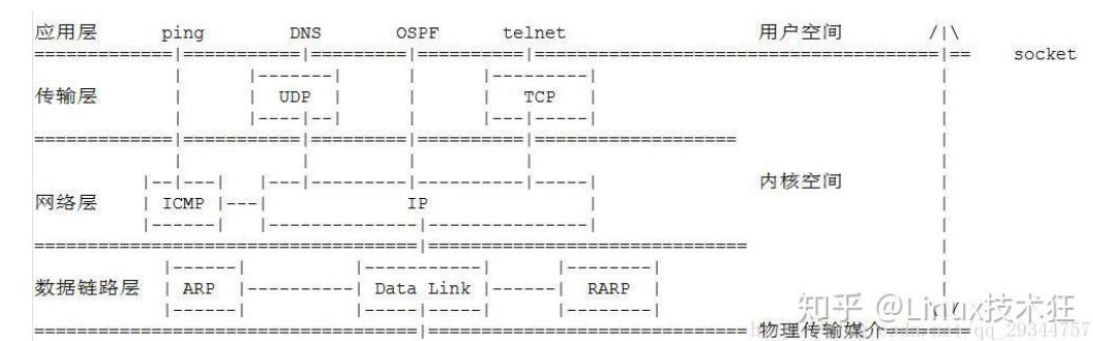 应用层 ping DNS OSPF telnet 用户空间 /|\
socket
传输层 UDP TCP
内核空间
网络层 ICMP IP
数据链路层 ARP Data Link RARP
知乎 @Linux技术狂
物理传输媒介 qq_29344757